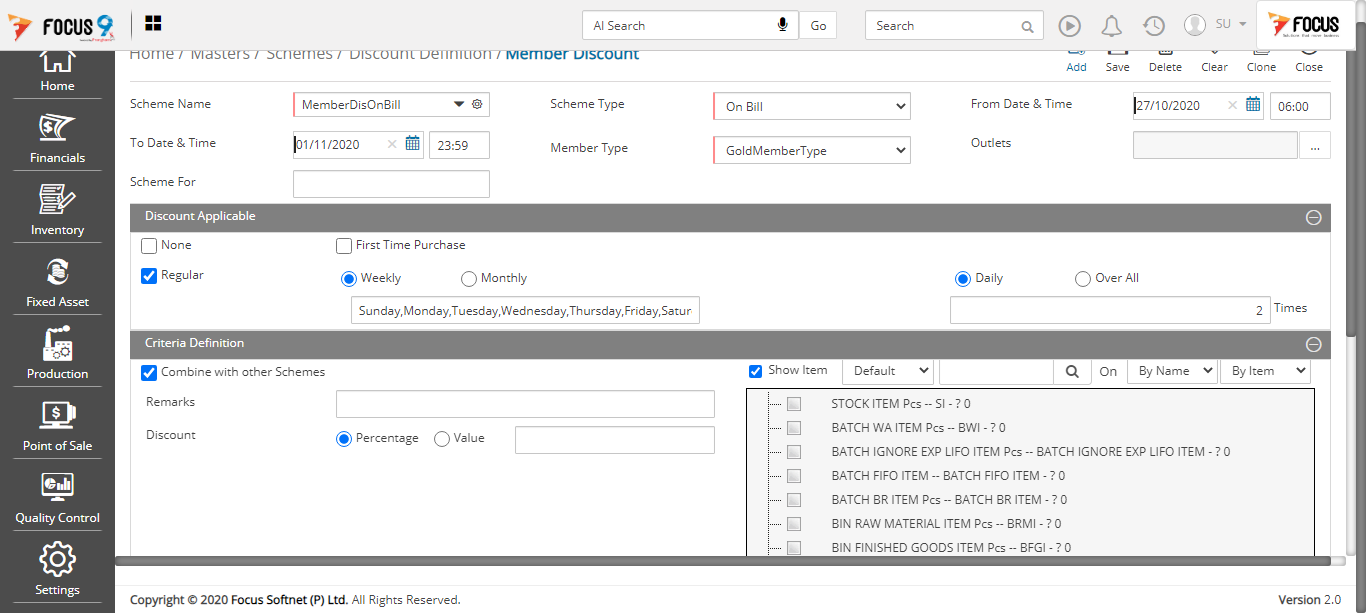 FOCUS 9
AI Search
Go
Search
SU
FOCUS
Home / Masters / Schemes / Discount Definition / Member Discount
Add Save Delete Clear Clone Close
Home
Financials
Inventory
Fixed Asset
Production
Point of Sale
Quality Control
Settings
Scheme Name MemberDisOnBill Scheme Type On Bill From Date & Time 27/10/2020 06:00
To Date & Time 01/11/2020 23:59 Member Type GoldMemberType Outlets ...
Scheme For
Discount Applicable
None First Time Purchase
Regular Weekly Monthly Daily Over All
Sunday,Monday,Tuesday,Wednesday,Thursday,Friday,Satur 2 Times
Criteria Definition
Combine with other Schemes Show Item Default On By Name By Item
Remarks
Discount Percentage Value
STOCK ITEM Pcs -- SI - ? 0
BATCH WA ITEM Pcs -- BWI - ? 0
BATCH IGNORE EXP LIFO ITEM Pcs -- BATCH IGNORE EXP LIFO ITEM - ? 0
BATCH FIFO ITEM -- BATCH FIFO ITEM - ? 0
BATCH BR ITEM Pcs -- BATCH BR ITEM - ? 0
BIN RAW MATERIAL ITEM Pcs -- BRMI - ? 0
BIN FINISHED GOODS ITEM Pcs -- BFGI - ? 0
Copyright © 2020 Focus Softnet (P) Ltd. All Rights Reserved. Version 2.0